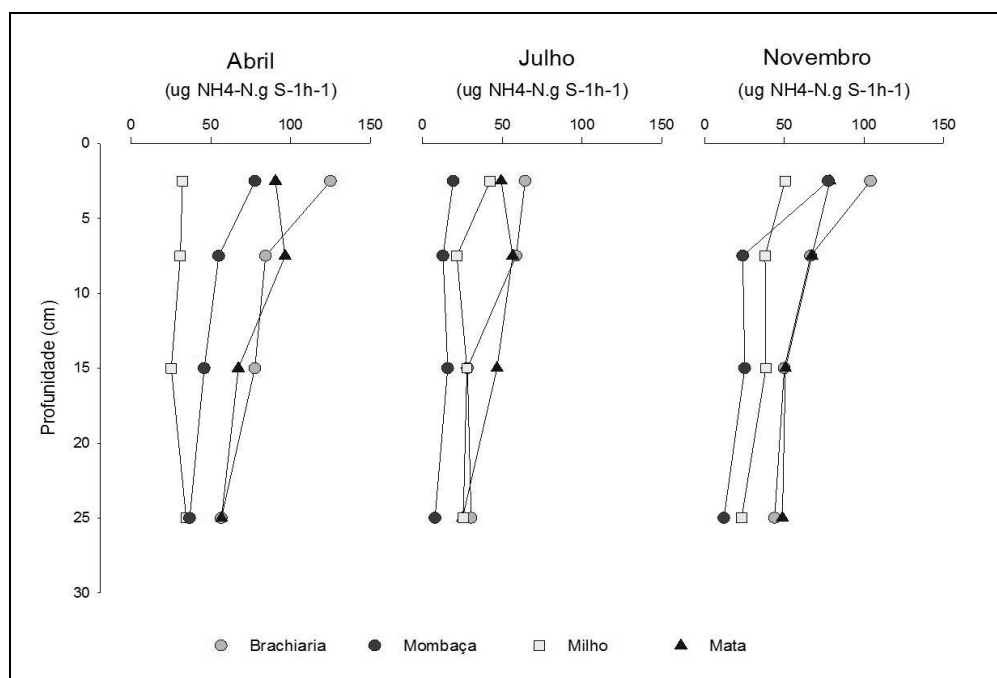 Abril
(ug NH4-N.g S-1h-1)
Julho
(ug NH4-N.g S-1h-1)
Novembro
(ug NH4-N.g S-1h-1)
0 50 100 150
0 50 100 150
0 50 100 150
Profunidade (cm)
0
5
10
15
20
25
30
Brachiaria Mombaça Milho Mata